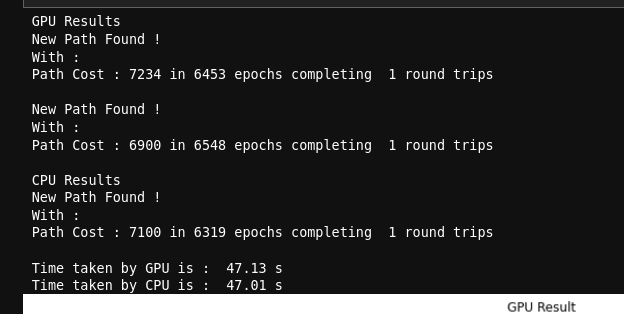 GPU Results
New Path Found !
With :
Path Cost : 7234 in 6453 epochs completing  1 round trips
New Path Found !
With :
Path Cost : 6900 in 6548 epochs completing  1 round trips
CPU Results
New Path Found !
With :
Path Cost : 7100 in 6319 epochs completing  1 round trips
Time taken by GPU is :  47.13 s
Time taken by CPU is :  47.01 s
GPU Result